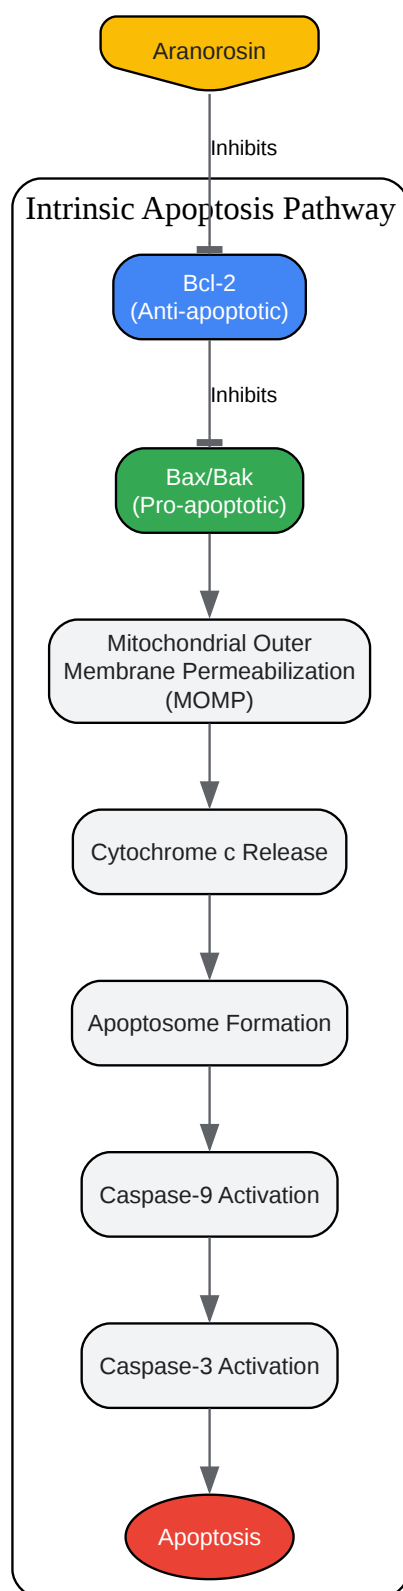 Aranorosin
Inhibits
Intrinsic Apoptosis Pathway
Bcl-2
(Anti-apoptotic)
Inhibits
Bax/Bak
(Pro-apoptotic)
Mitochondrial Outer
Membrane Permeabilization
(MOMP)
Cytochrome c Release
Apoptosome Formation
Caspase-9 Activation
Caspase-3 Activation
Apoptosis